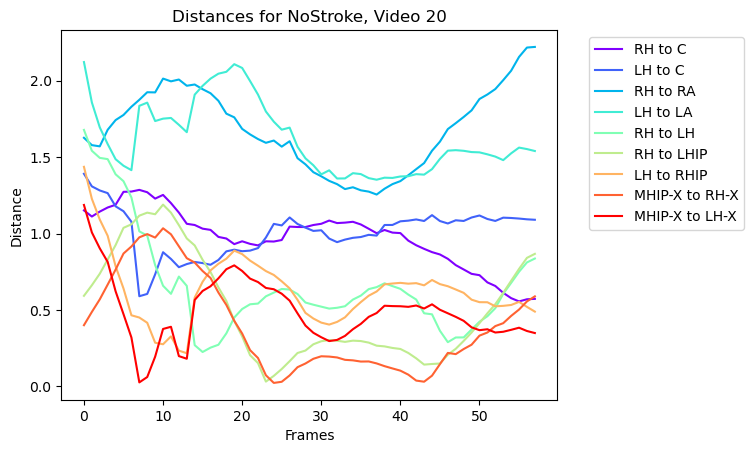 Distances for NoStroke, Video 20
Distance
2.0
1.5
1.0
0.5
0.0
0
10
20
30
40
50
Frames
RH to C
LH to C
RH to RA
LH to LA
RH to LH
RH to LHIP
LH to RHIP
MHIP-X to RH-X
MHIP-X to LH-X